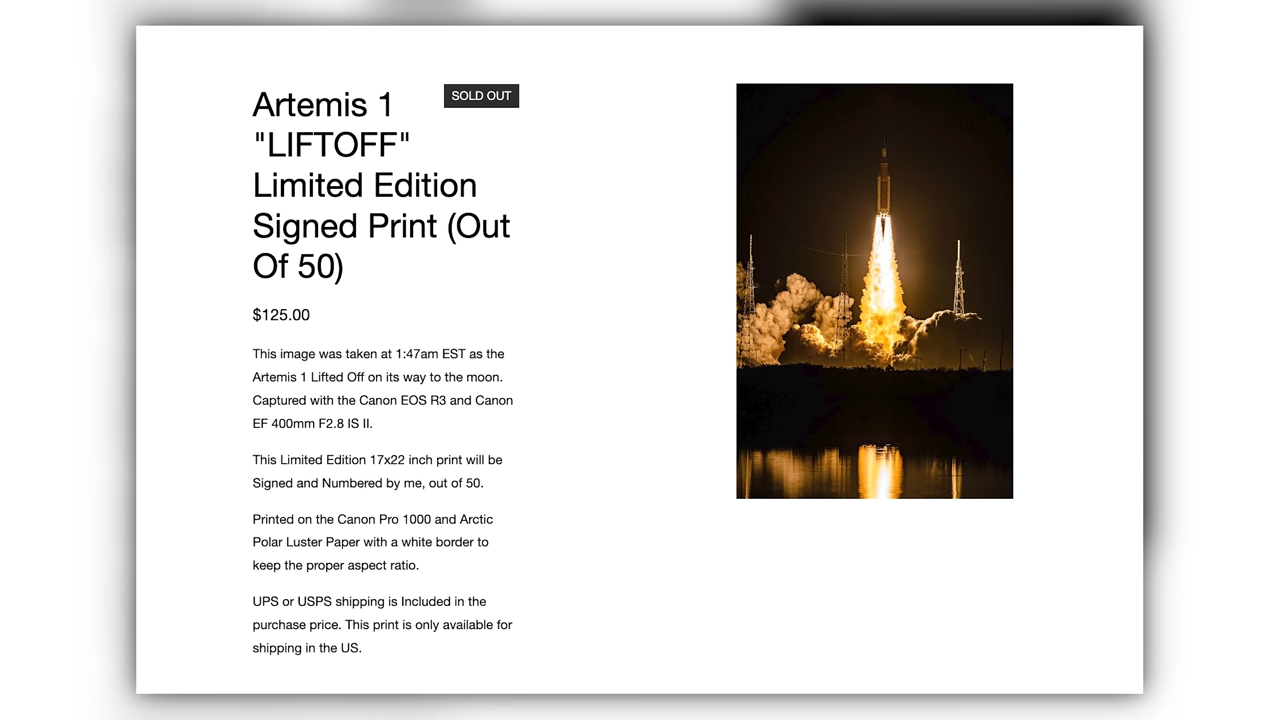 Artemis 1
SOLD OUT
"LIFTOFF"
Limited Edition
Signed Print (Out
Of 50)
$125.00
This image was taken at 1:47am EST as the
Artemis 1 Lifted Off on its way to the moon.
Captured with the Canon EOS R3 and Canon
EF 400mm F2.8 IS II.
This Limited Edition 17x22 inch print will be
Signed and Numbered by me, out of 50.
Printed on the Canon Pro 1000 and Arctic
Polar Luster Paper with a white border to
keep the proper aspect ratio.
UPS or USPS shipping is Included in the
purchase price. This print is only available for
shipping in the US.